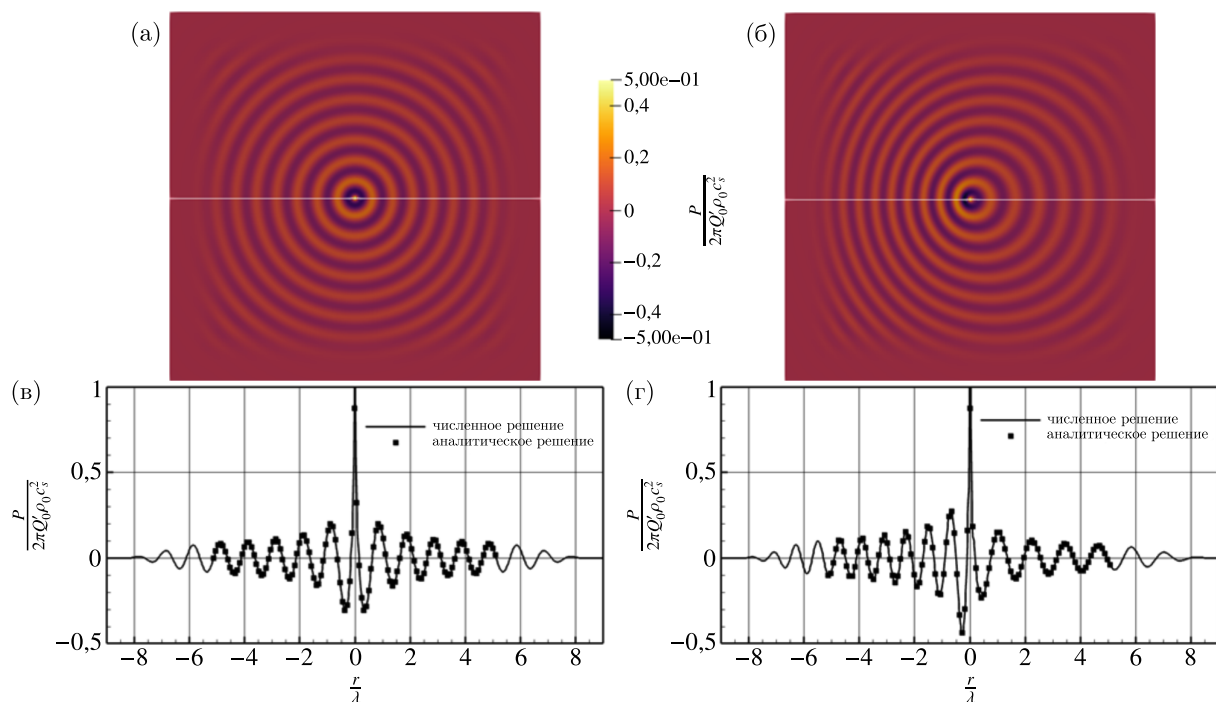 (а)
5,00e−01
0,4
0,2
0
−0,2
−0,4
−5,00e−01
P
2πQ′₀ρ₀c²ₛ
(б)
(в)
1
0,5
0
−0,5
P
2πQ′₀ρ₀c²ₛ
численное решение
аналитическое решение
−8 −6 −4 −2 0 2 4 6 8
r
λ
(г)
1
0,5
0
−0,5
P
2πQ′₀ρ₀c²ₛ
численное решение
аналитическое решение
−8 −6 −4 −2 0 2 4 6 8
r
λ